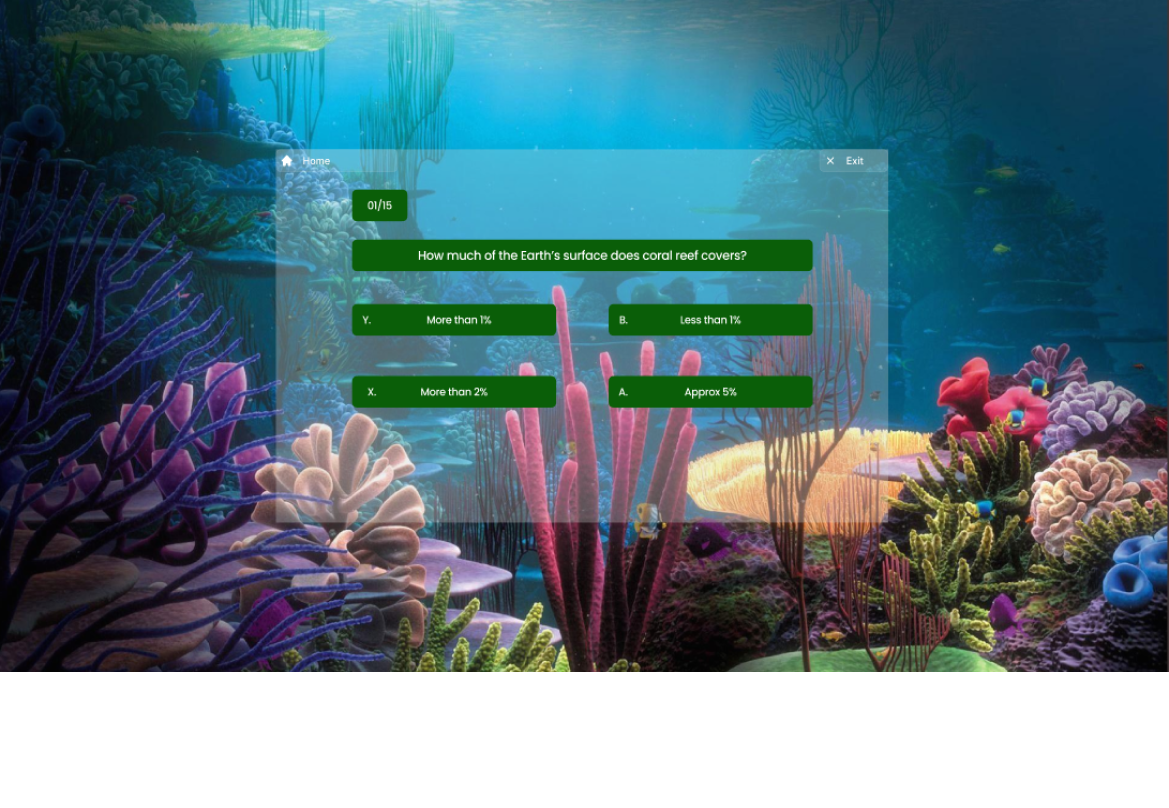 Home
Exit
01/15
How much of the Earth's surface does coral reef covers?
Y. More than 1%
B. Less than 1%
X. More than 2%
A. Approx 5%